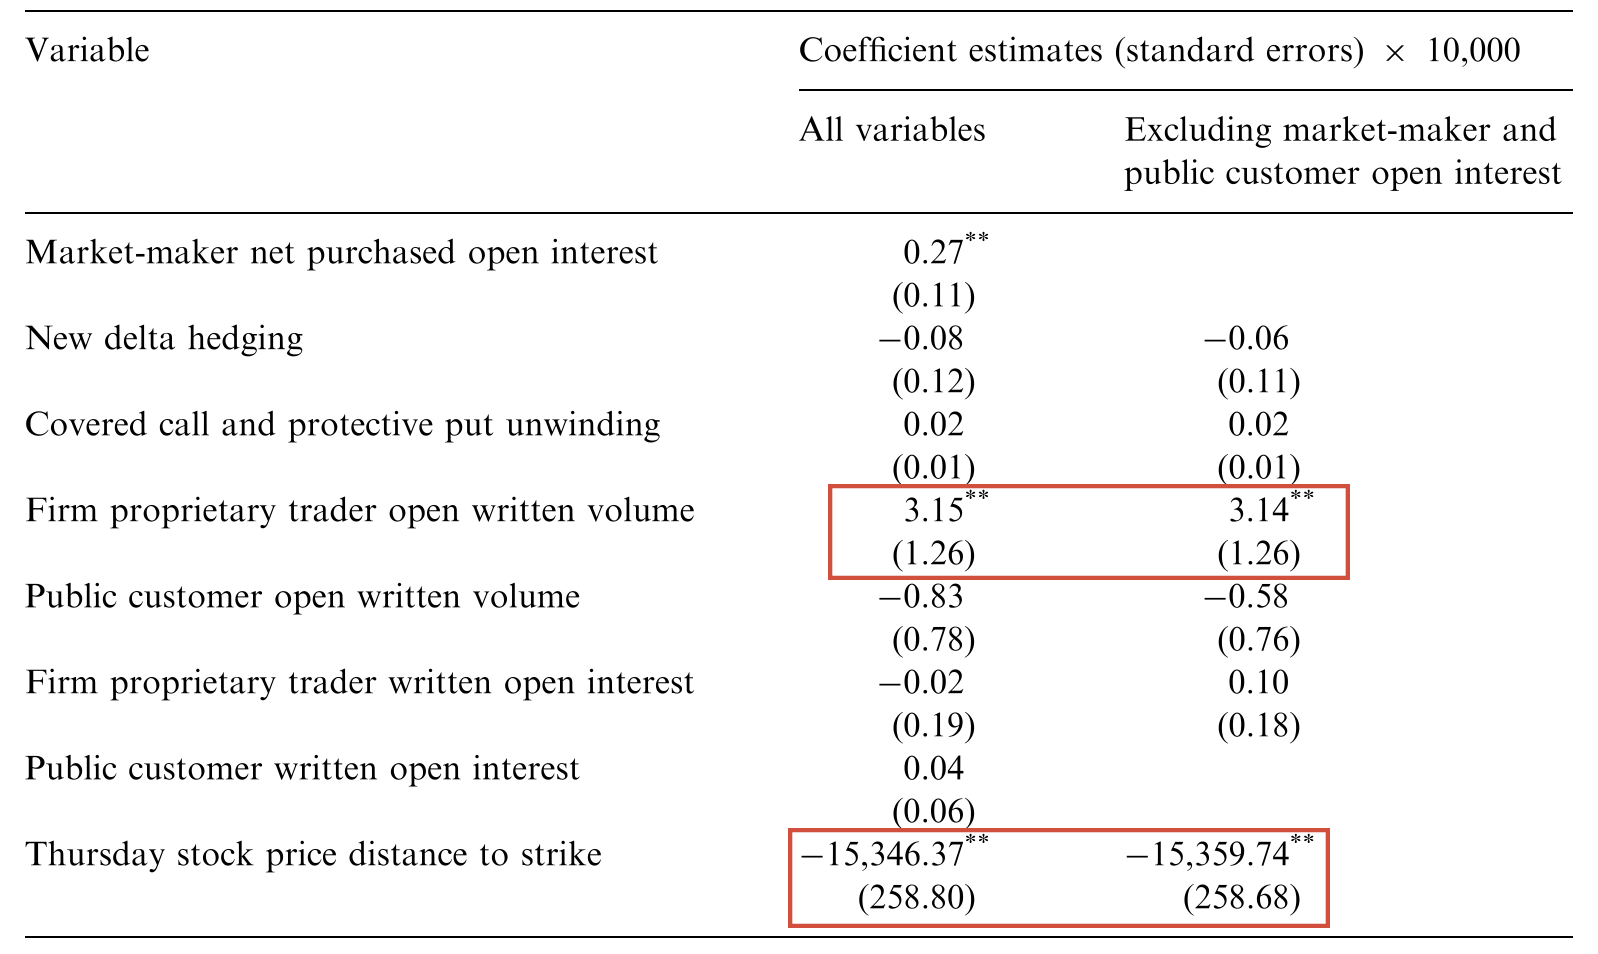 Variable Coefficient estimates (standard errors) × 10,000
All variables Excluding market-maker and
public customer open interest
Market-maker net purchased open interest 0.27**
(0.11)
New delta hedging −0.08 −0.06
(0.12) (0.11)
Covered call and protective put unwinding 0.02 0.02
(0.01) (0.01)
Firm proprietary trader open written volume 3.15** 3.14**
(1.26) (1.26)
Public customer open written volume −0.83 −0.58
(0.78) (0.76)
Firm proprietary trader written open interest −0.02 0.10
(0.19) (0.18)
Public customer written open interest 0.04
(0.06)
Thursday stock price distance to strike −15,346.37** −15,359.74**
(258.80) (258.68)